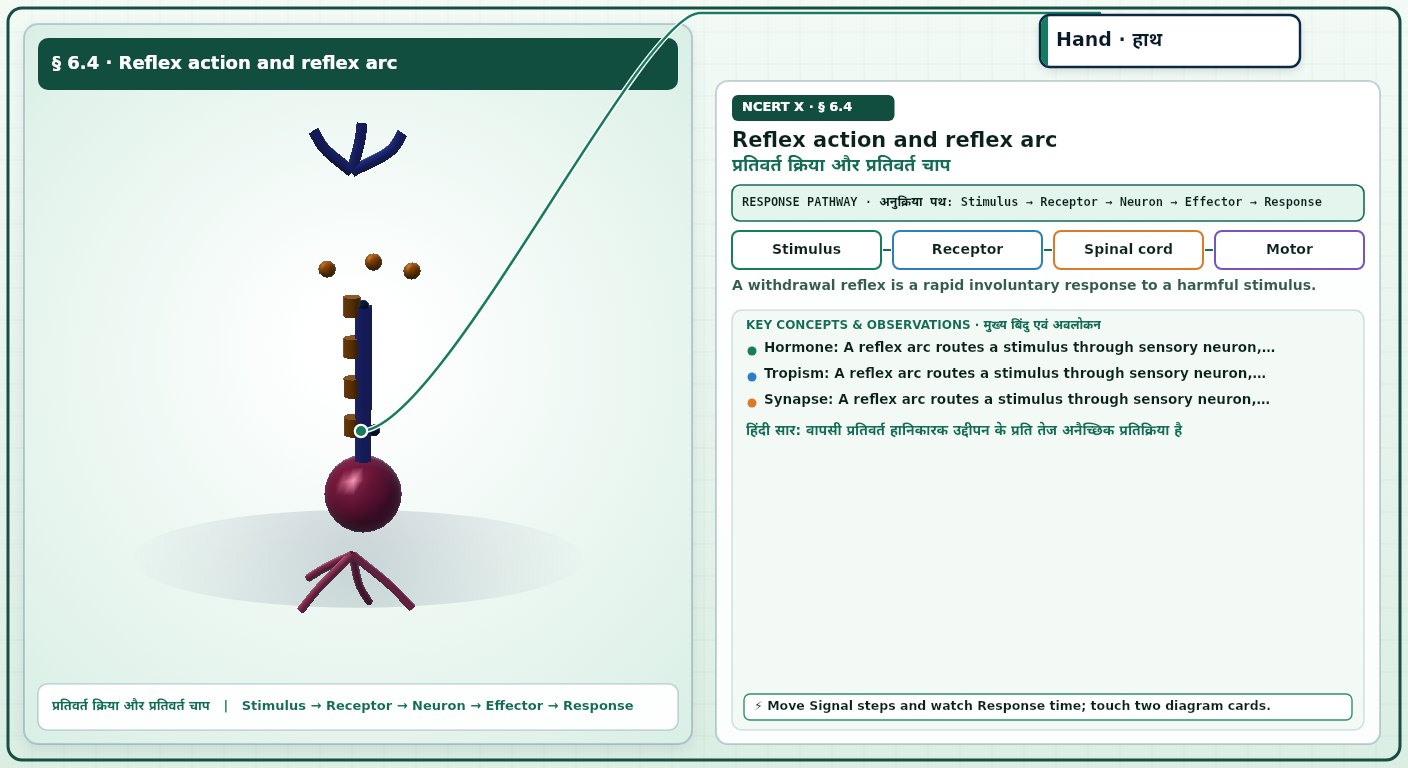 § 6.4 · Reflex action and reflex arc
Hand · हाथ
NCERT X · § 6.4
Reflex action and reflex arc
प्रतिवर्त क्रिया और प्रतिवर्त चाप
RESPONSE PATHWAY · अनुक्रिया पथ: Stimulus → Receptor → Neuron → Effector → Response
Stimulus
Receptor
Spinal cord
Motor
A withdrawal reflex is a rapid involuntary response to a harmful stimulus.
KEY CONCEPTS & OBSERVATIONS · मुख्य बिंदु एवं अवलोकन
Hormone: A reflex arc routes a stimulus through sensory neuron,...
Tropism: A reflex arc routes a stimulus through sensory neuron,...
Synapse: A reflex arc routes a stimulus through sensory neuron,...
हिंदी सार: वापसी प्रतिवर्त हानिकारक उद्दीपन के प्रति तेज अनैच्छिक प्रतिक्रिया है
⚡ Move Signal steps and watch Response time; touch two diagram cards.
प्रतिवर्त क्रिया और प्रतिवर्त चाप | Stimulus → Receptor → Neuron → Effector → Response